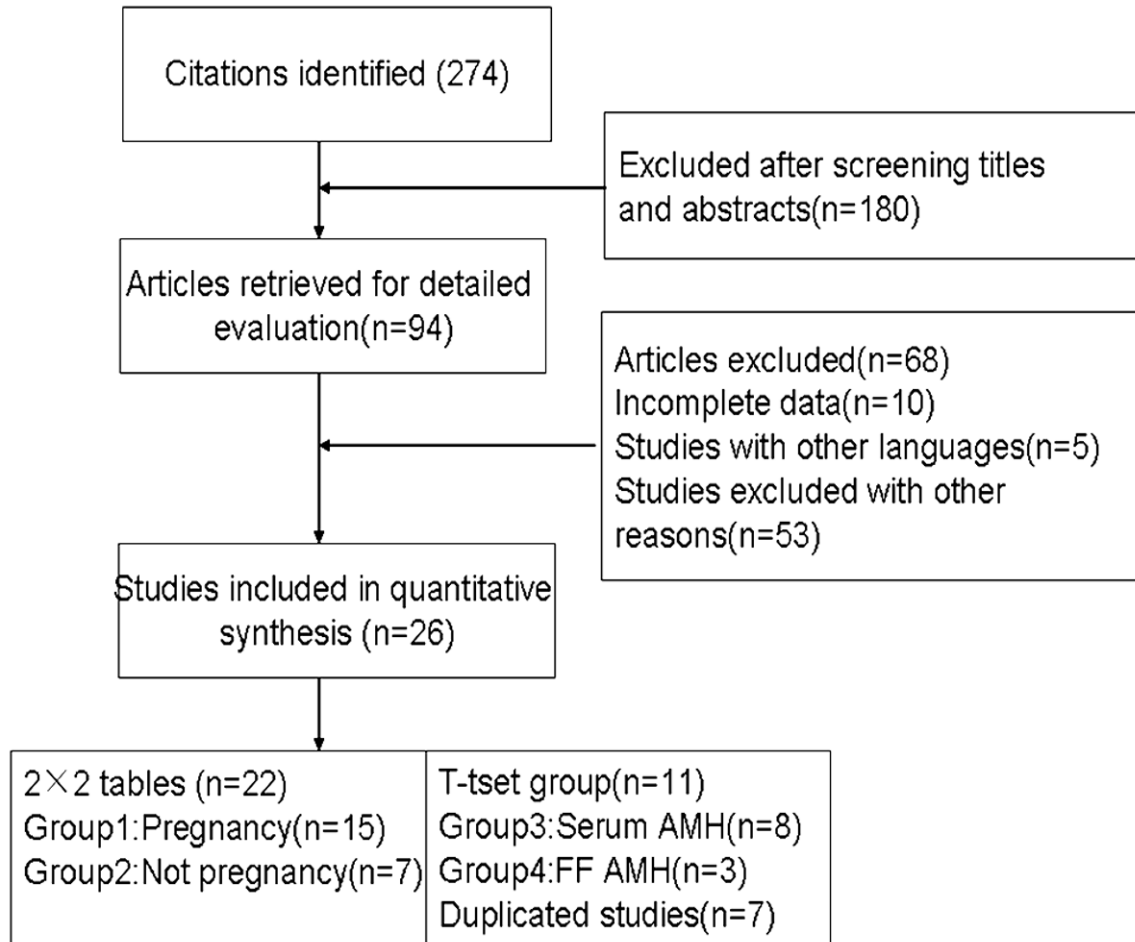 Citations identified (274)
Excluded after screening titles
and abstracts(n=180)
Articles retrieved for detailed
evaluation(n=94)
Articles excluded(n=68)
Incomplete data(n=10)
Studies with other languages(n=5)
Studies excluded with other
reasons(n=53)
Studies included in quantitative
synthesis (n=26)
2×2 tables (n=22)
Group1:Pregnancy(n=15)
Group2:Not pregnancy(n=7)
T-tset group(n=11)
Group3:Serum AMH(n=8)
Group4:FF AMH(n=3)
Duplicated studies(n=7)